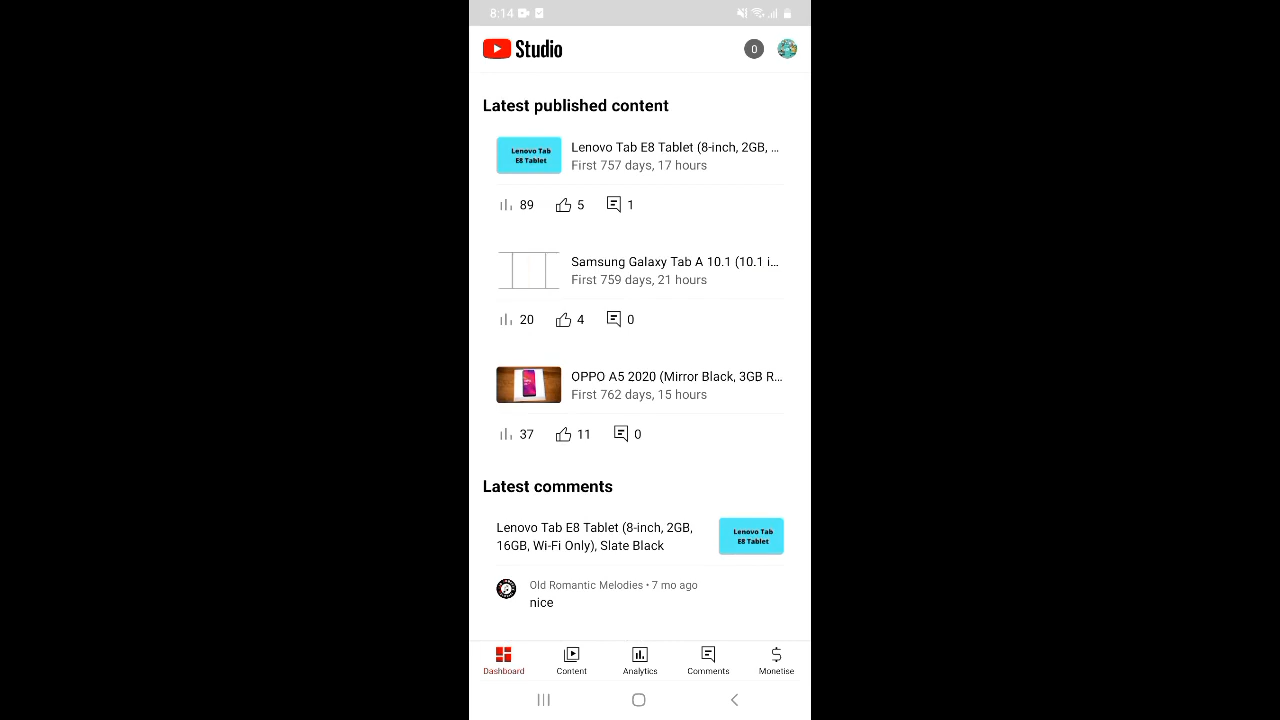 8:14
Studio
0
Latest published content
Lenovo Tab
E8 Tablet
Lenovo Tab E8 Tablet (8-inch, 2GB, ...
First 757 days, 17 hours
89 5 1
Samsung Galaxy Tab A 10.1 (10.1 i...
First 759 days, 21 hours
20 4 0
OPPO A5 2020 (Mirror Black, 3GB R...
First 762 days, 15 hours
37 11 0
Latest comments
Lenovo Tab E8 Tablet (8-inch, 2GB,
16GB, Wi-Fi Only), Slate Black
Lenovo Tab
E8 Tablet
Old Romantic Melodies • 7 mo ago
nice
Dashboard Content Analytics Comments Monetise